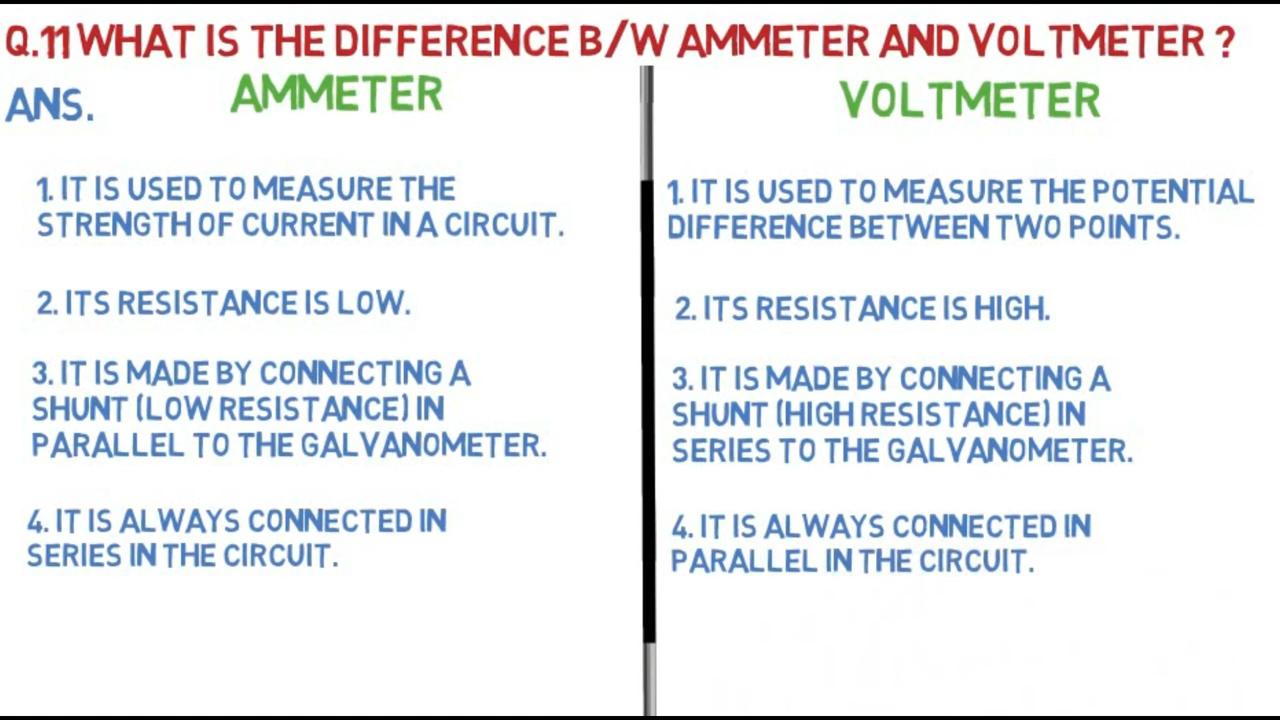 Q.11 WHAT IS THE DIFFERENCE B/W AMMETER AND VOLTMETER ?
ANS.
AMMETER
1. IT IS USED TO MEASURE THE
STRENGTH OF CURRENT IN A CIRCUIT.
2. ITS RESISTANCE IS LOW.
3. IT IS MADE BY CONNECTING A
SHUNT (LOW RESISTANCE) IN
PARALLEL TO THE GALVANOMETER.
4. IT IS ALWAYS CONNECTED IN
SERIES IN THE CIRCUIT.
VOLTMETER
1. IT IS USED TO MEASURE THE POTENTIAL
DIFFERENCE BETWEEN TWO POINTS.
2. ITS RESISTANCE IS HIGH.
3. IT IS MADE BY CONNECTING A
SHUNT (HIGH RESISTANCE) IN
SERIES TO THE GALVANOMETER.
4. IT IS ALWAYS CONNECTED IN
PARALLEL IN THE CIRCUIT.